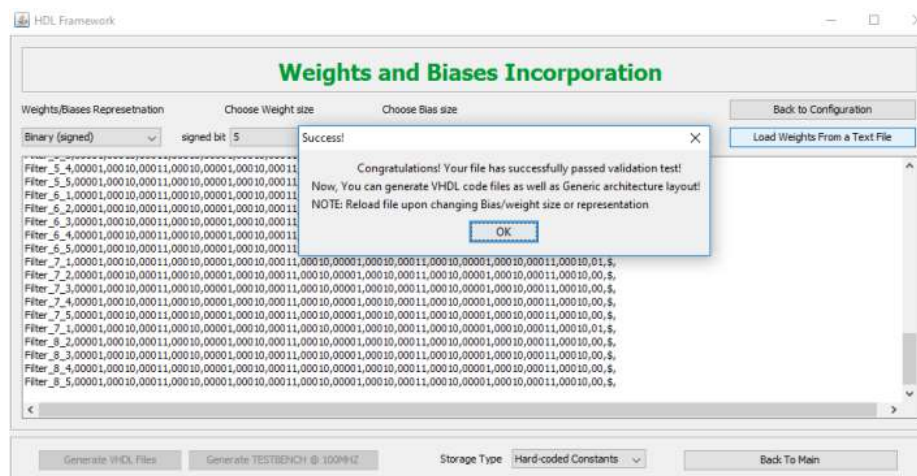 HDL Framework
Weights and Biases Incorporation
Weights/Biases Represetnation Choose Weight size Choose Bias size Back to Configuration
Binary (signed) signed bit 5 Load Weights From a Text File
Success!
Congratulations! Your file has successfully passed validation test!
Now, You can generate VHDL code files as well as Generic architecture layout!
NOTE: Reload file upon changing Bias/weight size or representation
OK
Filter_5_4,00001,00010,00011,00010,00001,00010,00011
Filter_5_5,00001,00010,00011,00010,00001,00010,00011
Filter_6_1,00001,00010,00011,00010,00001,00010,00011
Filter_6_2,00001,00010,00011,00010,00001,00010,00011
Filter_6_3,00001,00010,00011,00010,00001,00010,00011
Filter_6_4,00001,00010,00011,00010,00001,00010,00011
Filter_6_5,00001,00010,00011,00010,00001,00010,00011
Filter_7_1,00001,00010,00011,00010,00001,00010,00011,00010,00001,00010,00011,00010,00001,00010,00011,00010,01,$,
Filter_7_2,00001,00010,00011,00010,00001,00010,00011,00010,00001,00010,00011,00010,00001,00010,00011,00010,00,$,
Filter_7_3,00001,00010,00011,00010,00001,00010,00011,00010,00001,00010,00011,00010,00001,00010,00011,00010,00,$,
Filter_7_4,00001,00010,00011,00010,00001,00010,00011,00010,00001,00010,00011,00010,00001,00010,00011,00010,00,$,
Filter_7_5,00001,00010,00011,00010,00001,00010,00011,00010,00001,00010,00011,00010,00001,00010,00011,00010,00,$,
Filter_7_1,00001,00010,00011,00010,00001,00010,00011,00010,00001,00010,00011,00010,00001,00010,00011,00010,01,$,
Filter_8_2,00001,00010,00011,00010,00001,00010,00011,00010,00001,00010,00011,00010,00001,00010,00011,00010,00,$,
Filter_8_3,00001,00010,00011,00010,00001,00010,00011,00010,00001,00010,00011,00010,00001,00010,00011,00010,00,$,
Filter_8_4,00001,00010,00011,00010,00001,00010,00011,00010,00001,00010,00011,00010,00001,00010,00011,00010,00,$,
Filter_8_5,00001,00010,00011,00010,00001,00010,00011,00010,00001,00010,00011,00010,00001,00010,00011,00010,00,$,
Generate VHDL Files Generate TESTBENCH @ 100MHZ Storage Type Hard-coded Constants Back To Main